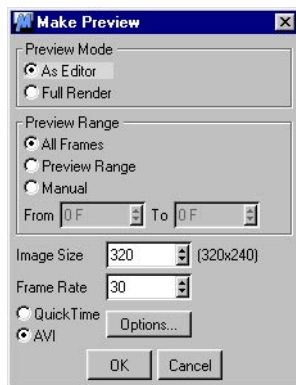 Make Preview
Preview Mode
As Editor
Full Render
Preview Range
All Frames
Preview Range
Manual
From 0 F To 0 F
Image Size 320 (320x240)
Frame Rate 30
QuickTime
AVI
Options...
OK Cancel